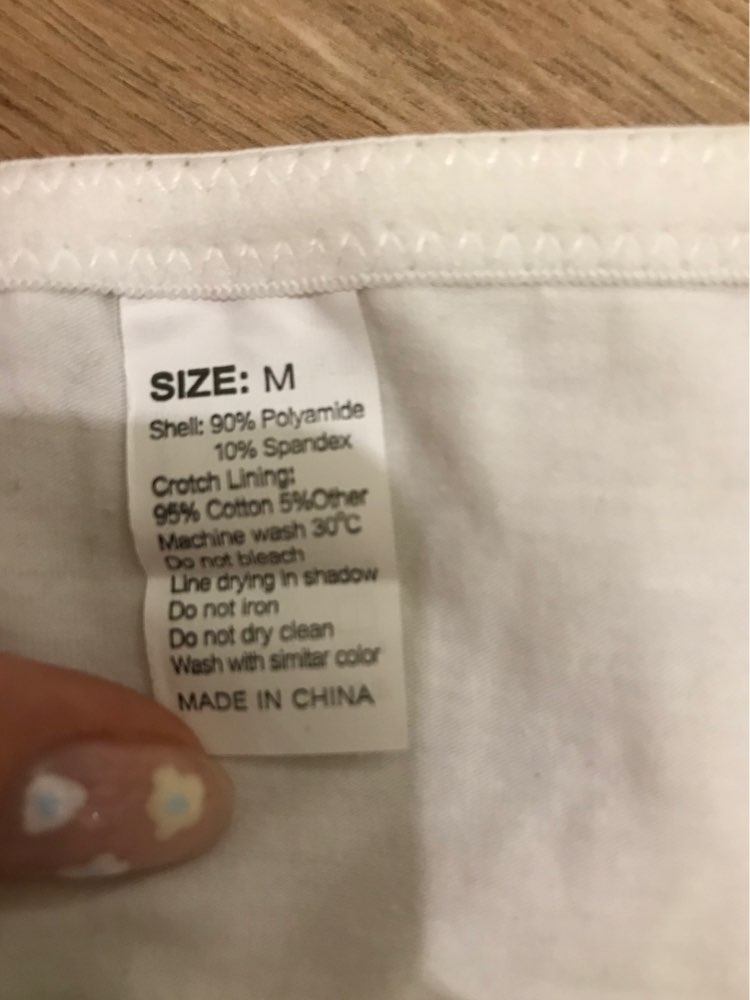 SIZE: M
Shell: 90% Polyamide
10% Spandex
Crotch Lining:
95% Cotton 5%Other
Machine wash 30°C
Do not bleach
Line drying in shadow
Do not iron
Do not dry clean
Wash with simitar color
MADE IN CHINA